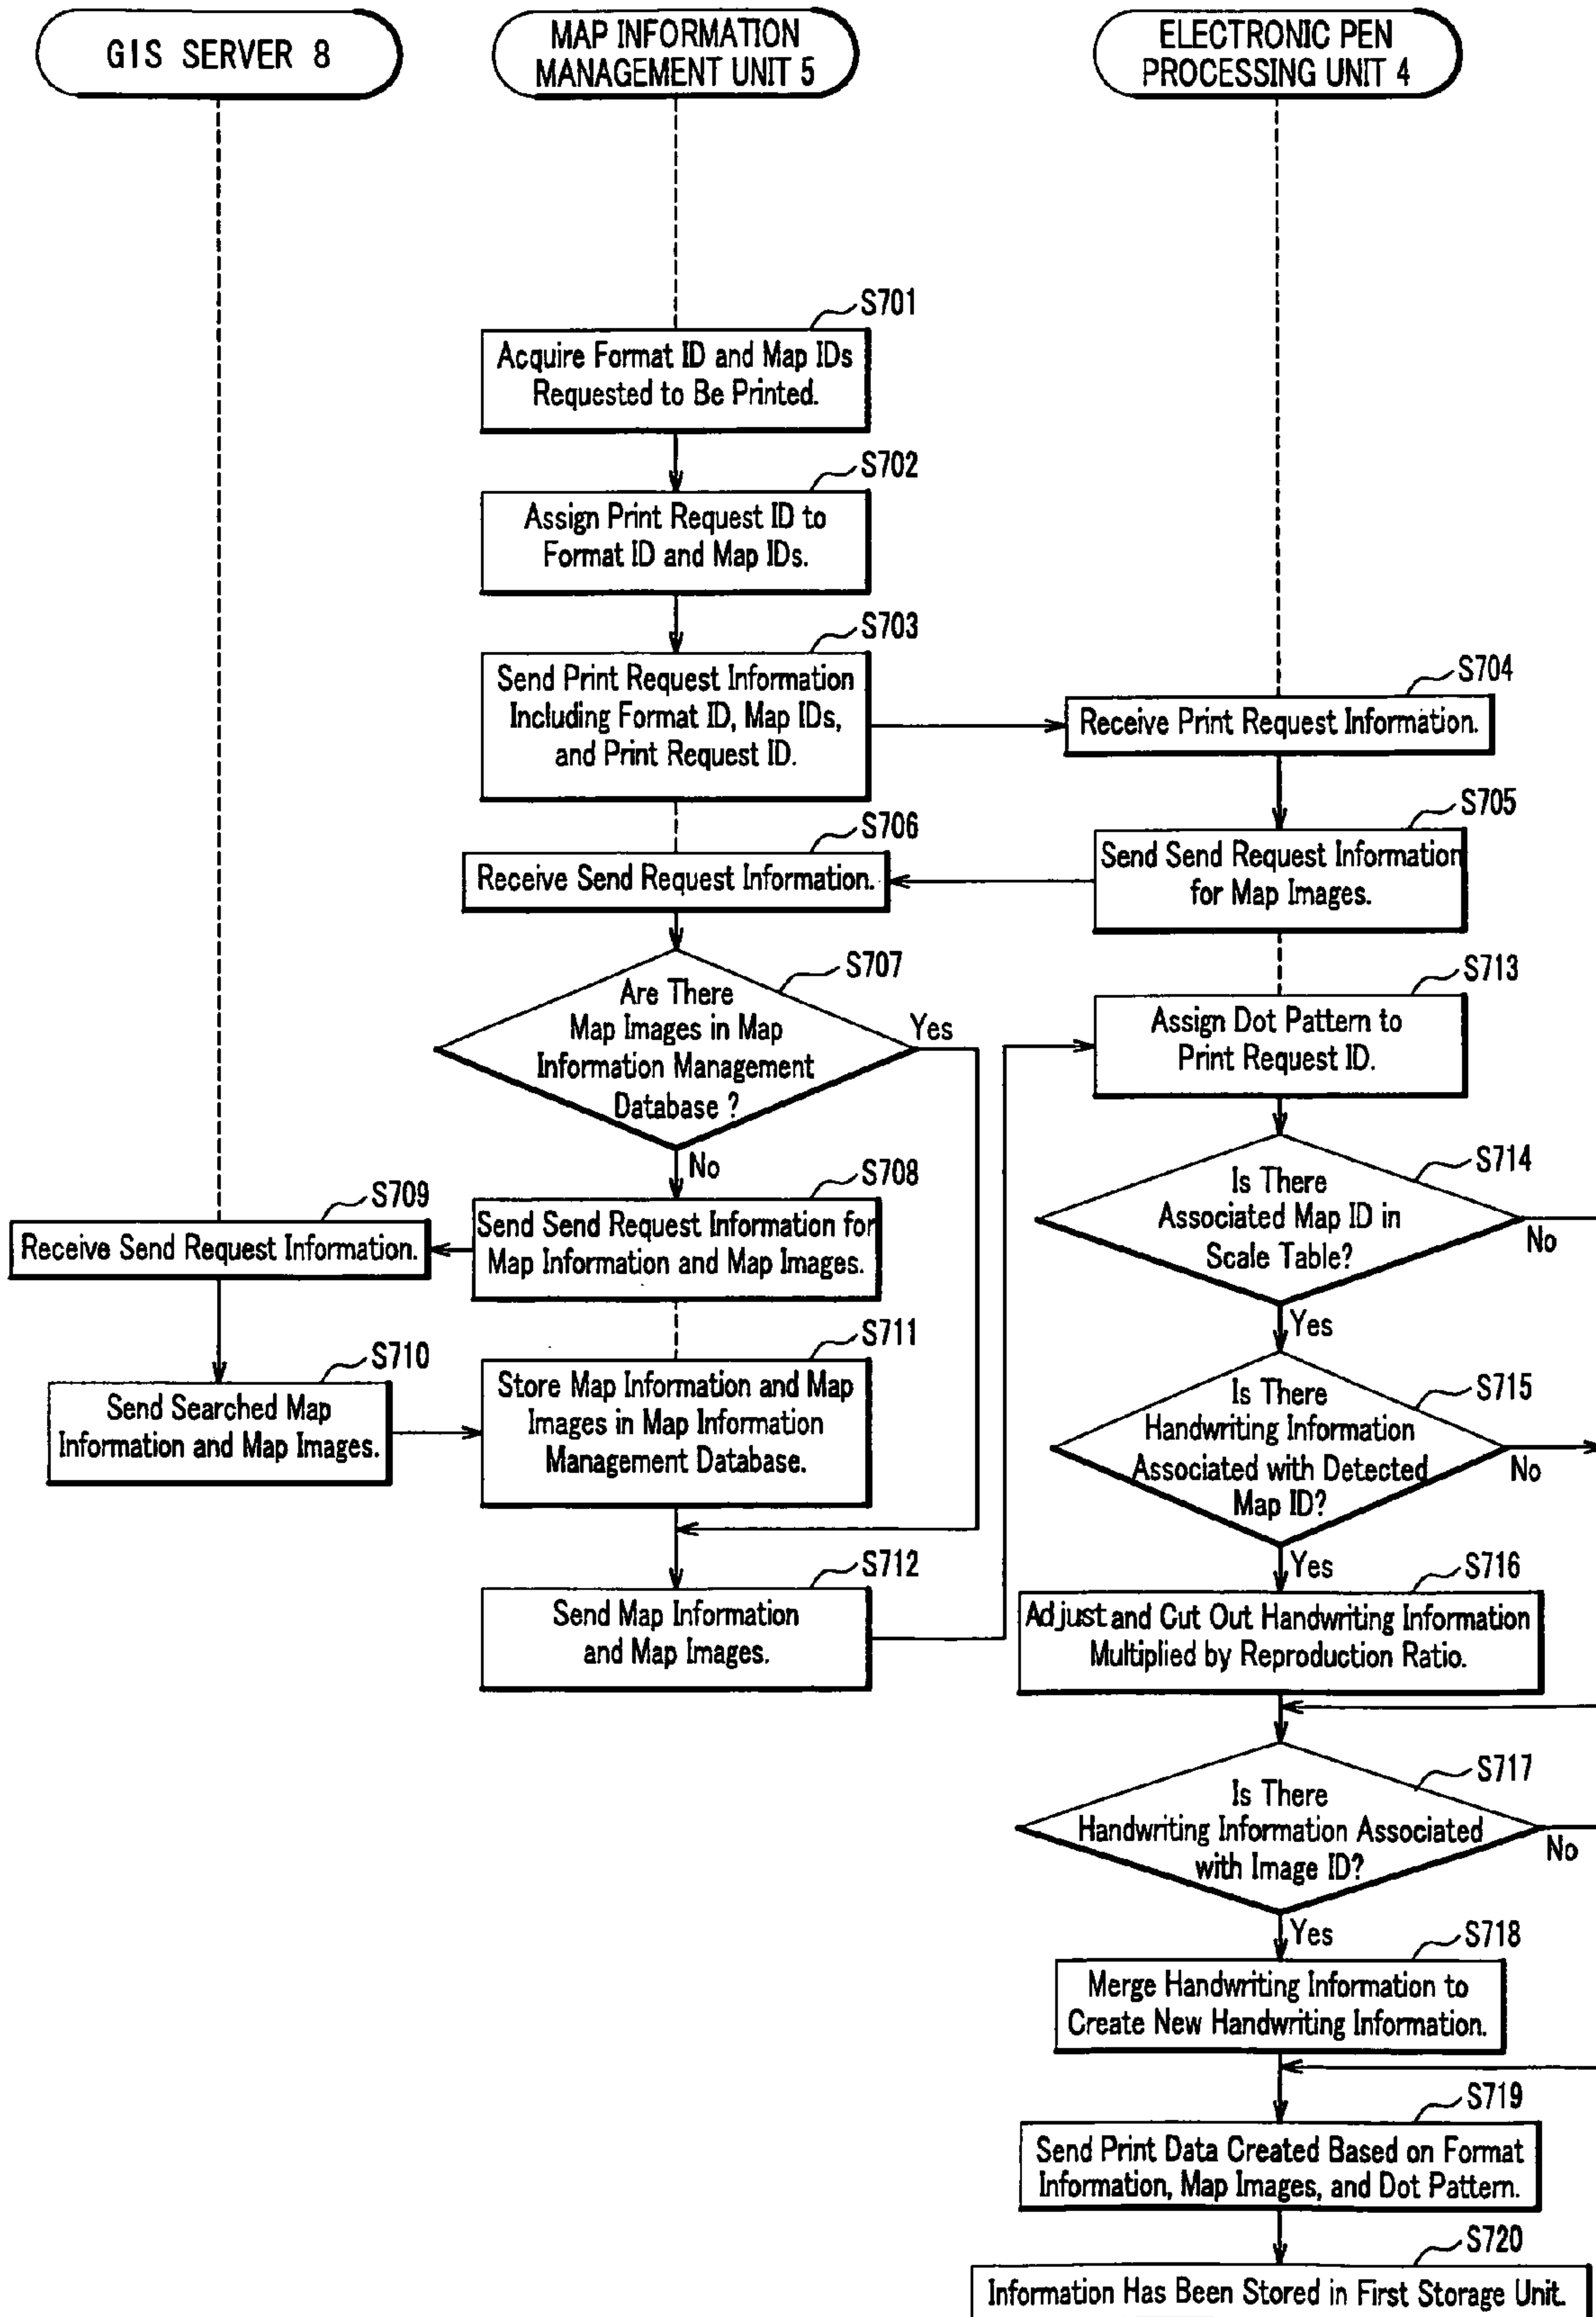 GIS SERVER 8
MAP INFORMATION
MANAGEMENT UNIT 5
ELECTRONIC PEN
PROCESSING UNIT 4
S701
Acquire Format ID and Map IDs
Requested to Be Printed.
S702
Assign Print Request ID to
Format ID and Map IDs.
S703
Send Print Request Information
Including Format ID, Map IDs,
and Print Request ID.
S704
Receive Print Request Information.
S705
Send Send Request Information
for Map Images.
S706
Receive Send Request Information.
S707
Are There
Map Images in Map
Information Management
Database ?
Yes
No
S708
Send Send Request Information for
Map Information and Map Images.
S709
Receive Send Request Information.
S710
Send Searched Map
Information and Map Images.
S711
Store Map Information and Map
Images in Map Information
Management Database.
S712
Send Map Information
and Map Images.
S713
Assign Dot Pattern to
Print Request ID.
S714
Is There
Associated Map ID in
Scale Table?
No
Yes
S715
Is There
Handwriting Information
Associated with Detected
Map ID?
No
Yes
S716
Adjust and Cut Out Handwriting Information
Multiplied by Reproduction Ratio.
S717
Is There
Handwriting Information Associated
with Image ID?
No
Yes
S718
Merge Handwriting Information to
Create New Handwriting Information.
S719
Send Print Data Created Based on Format
Information, Map Images, and Dot Pattern.
S720
Information Has Been Stored in First Storage Unit.